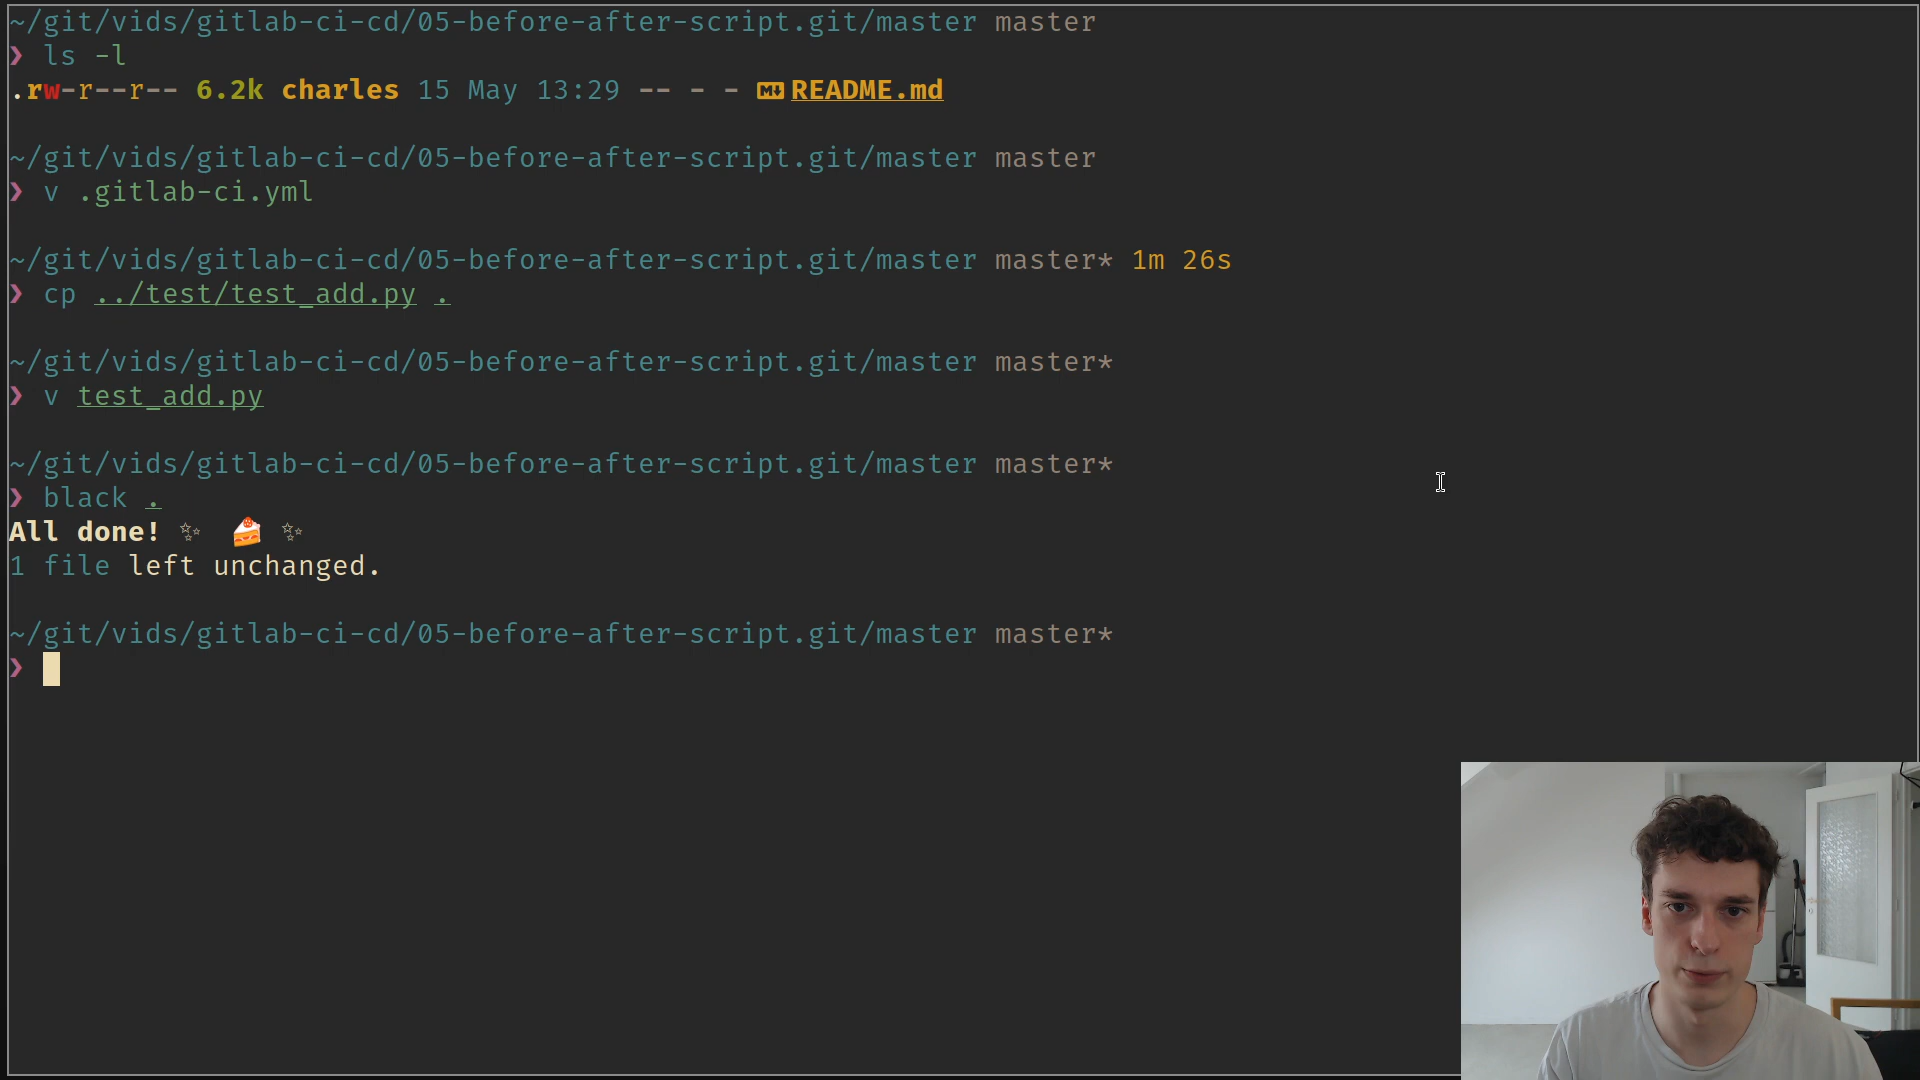 ~/git/vids/gitlab-ci-cd/05-before-after-script.git/master master
❯ ls -l
.rw-r--r-- 6.2k charles 15 May 13:29 -- - - README.md
~/git/vids/gitlab-ci-cd/05-before-after-script.git/master master
❯ v .gitlab-ci.yml
~/git/vids/gitlab-ci-cd/05-before-after-script.git/master master* 1m 26s
❯ cp ../test/test_add.py .
~/git/vids/gitlab-ci-cd/05-before-after-script.git/master master*
❯ v test_add.py
~/git/vids/gitlab-ci-cd/05-before-after-script.git/master master*
❯ black .
All done! ✨ 🍰 ✨
1 file left unchanged.
~/git/vids/gitlab-ci-cd/05-before-after-script.git/master master*
❯